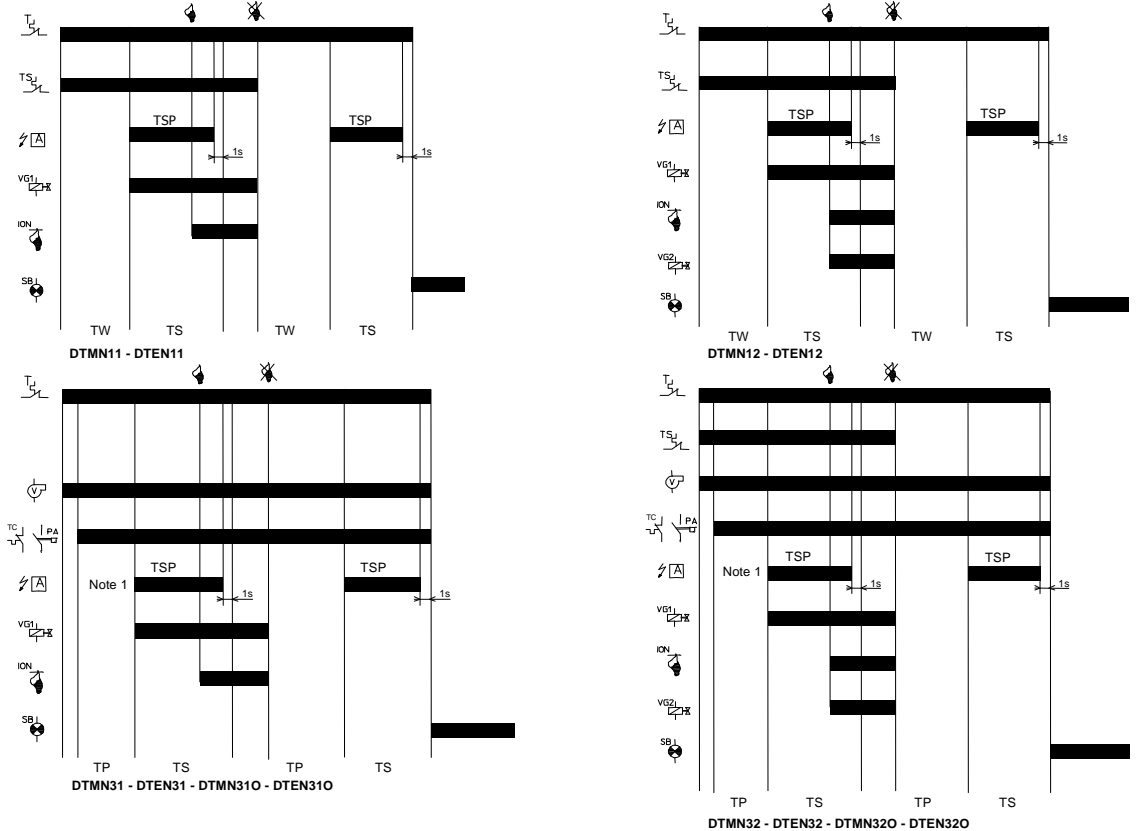 T
TS
TSP
TSP
A
1s
1s
VG1
ION
SB
TW TS TW TS
DTMN11 - DTEN11
T
TS
TSP
TSP
A
1s
1s
VG1
ION
VG2
SB
TW TS TW TS
DTMN12 - DTEN12
T
V
TC PA
TSP
TSP
A
Note 1
1s
1s
VG1
ION
SB
TP TS TP TS
DTMN31 - DTEN31 - DTMN31O - DTEN31O
T
TS
V
TC PA
TSP
TSP
A
Note 1
1s
1s
VG1
ION
VG2
SB
TP TS TP TS
DTMN32 - DTEN32 - DTMN32O - DTEN32O